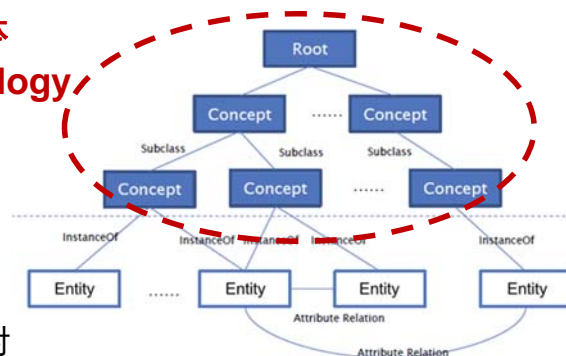 本
Root
logy
Concept ...... Concept
Subclass Subclass Subclass
Concept Concept ...... Concept
InstanceOf InstanceOf InstanceOf InstanceOf InstanceOf
Entity ...... Entity Entity Entity
Attribute Relation
Attribute Relation